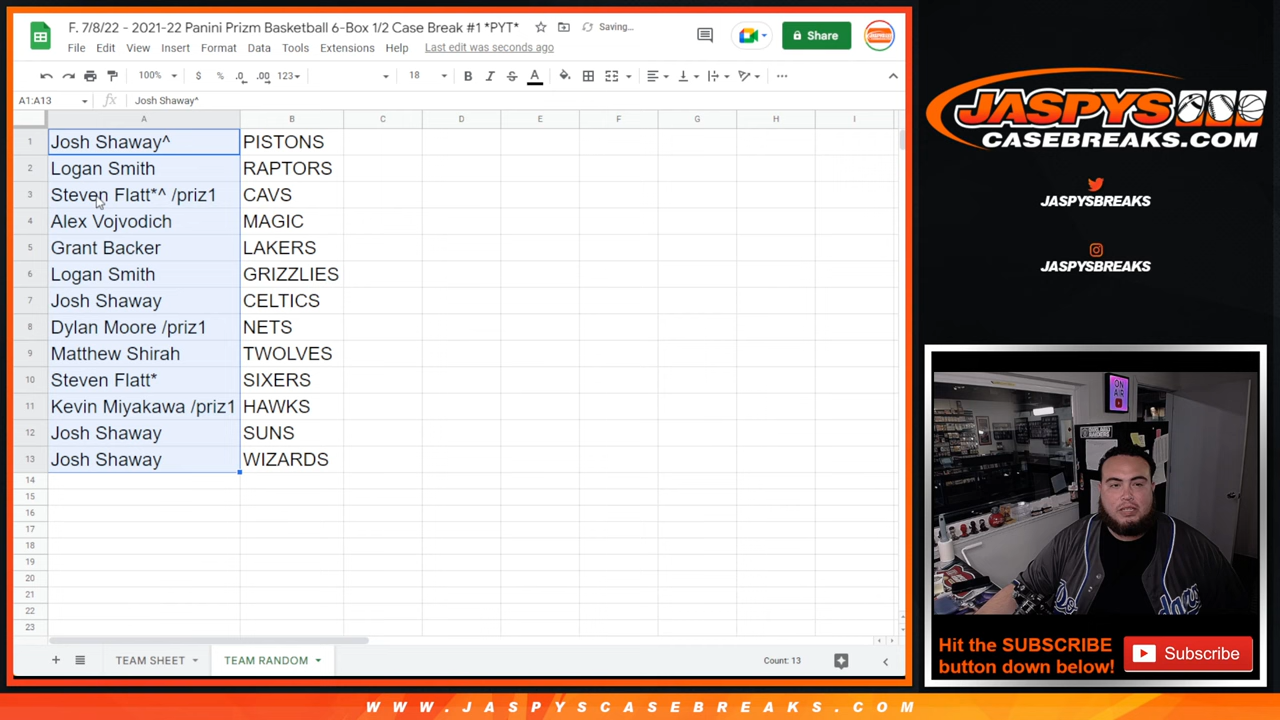 F. 7/8/22 - 2021-22 Panini Prizm Basketball 6-Box 1/2 Case Break #1 *PYT*
Saving...
File Edit View Insert Format Data Tools Extensions Help Last edit was seconds ago
Share
100% $ % .0 .00 123 18 B I S A
A1:A13 fx Josh Shaway^
A B C D E F G H I
1 Josh Shaway^ PISTONS
2 Logan Smith RAPTORS
3 Steven Flatt*^ /priz1 CAVS
4 Alex Vojvodich MAGIC
5 Grant Backer LAKERS
6 Logan Smith GRIZZLIES
7 Josh Shaway CELTICS
8 Dylan Moore /priz1 NETS
9 Matthew Shirah TWOLVES
10 Steven Flatt* SIXERS
11 Kevin Miyakawa /priz1 HAWKS
12 Josh Shaway SUNS
13 Josh Shaway WIZARDS
14
15
16
17
18
19
20
21
22
23
+ TEAM SHEET TEAM RANDOM Count: 13
JASPYS
CASEBREAKS.COM
JASPYSBREAKS
JASPYSBREAKS
ON AIR
Hit the SUBSCRIBE
button down below!
Subscribe
WWW.JASPYSCASEBREAKS.COM